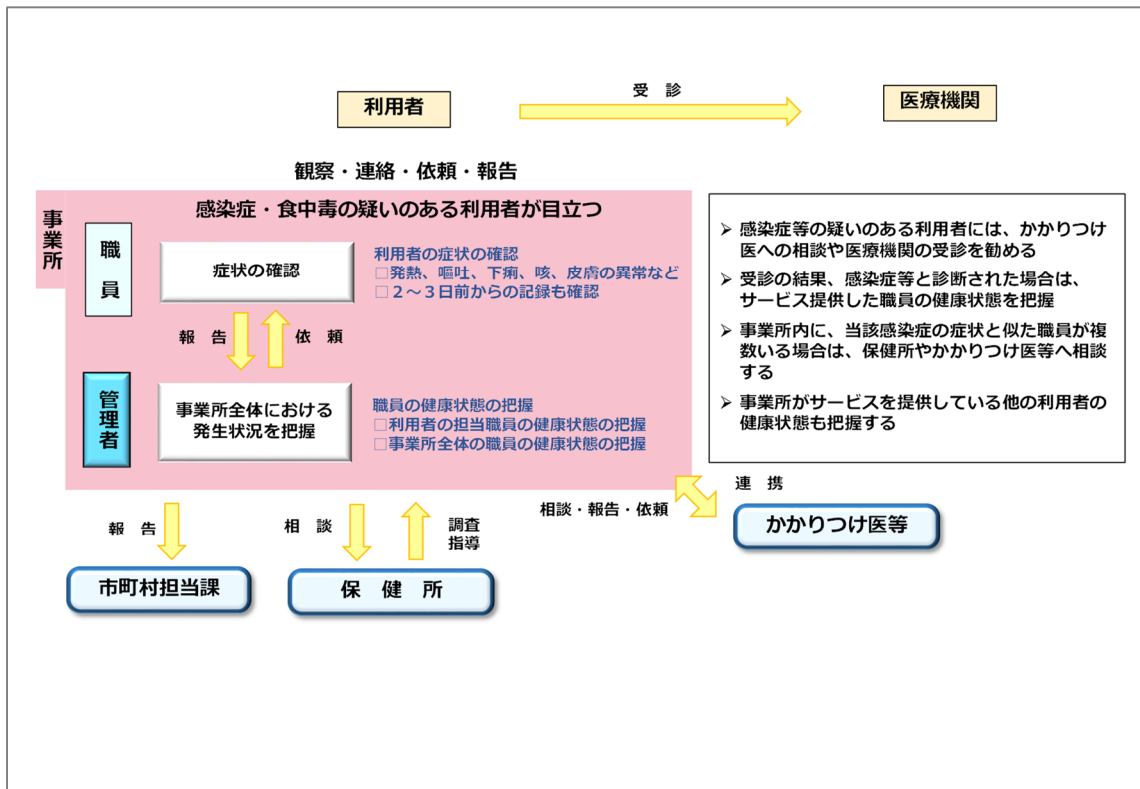 利用者
受 診
医療機関
観察・連絡・依頼・報告
事業所
感染症・食中毒の疑いのある利用者が目立つ
職員
症状の確認
利用者の症状の確認
□発熱、嘔吐、下痢、咳、皮膚の異常など
□２～３日前からの記録も確認
報 告
依 頼
管理者
事業所全体における
発生状況を把握
職員の健康状態の把握
□利用者の担当職員の健康状態の把握
□事業所全体の職員の健康状態の把握
➢ 感染症等の疑いのある利用者には、かかりつけ
医への相談や医療機関の受診を勧める
➢ 受診の結果、感染症等と診断された場合は、
サービス提供した職員の健康状態を把握
➢ 事業所内に、当該感染症の症状と似た職員が複
数いる場合は、保健所やかかりつけ医等へ相談
する
➢ 事業所がサービスを提供している他の利用者の
健康状態も把握する
報 告
相 談
調査
指導
相談・報告・依頼
連 携
かかりつけ医等
市町村担当課
保 健 所